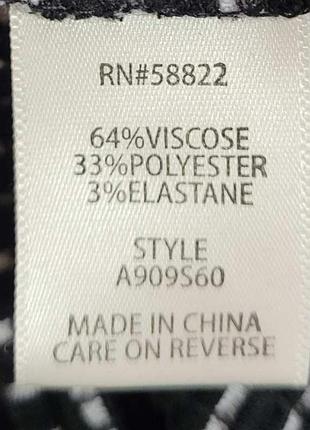 RN#58822
64%VISCOSE
33%POLYESTER
3%ELASTANE
STYLE
A909S60
MADE IN CHINA
CARE ON REVERSE